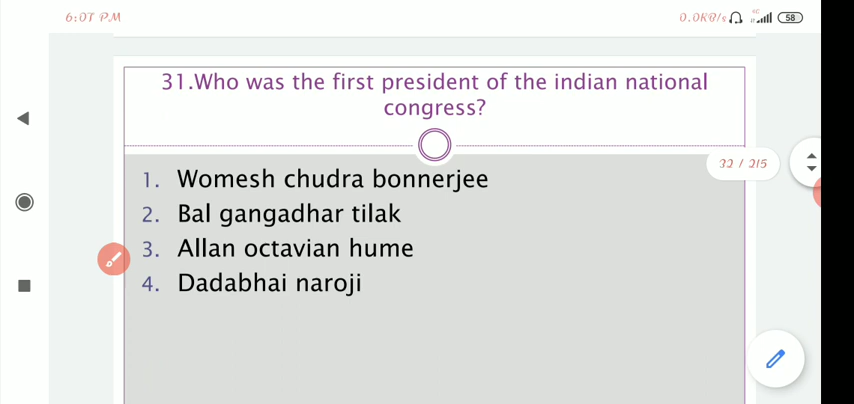 6:07 P.M
0.0KB/s 4G 58
31.Who was the first president of the indian national
congress?
32 / 215
1. Womesh chudra bonnerjee
2. Bal gangadhar tilak
3. Allan octavian hume
4. Dadabhai naroji